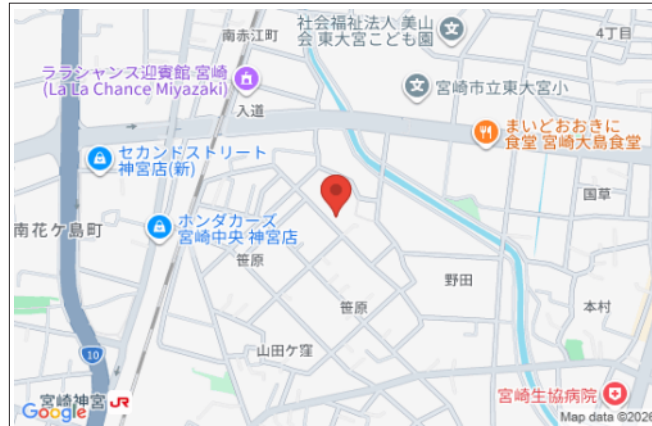 社会福祉法人 美山
会 東大宮こども園
4丁目
南赤江町
ララシャンス迎賓館 宮崎
(La La Chance Miyazaki)
宮崎市立東大宮小
入道
まいどおおきに
食堂 宮崎大島食堂
セカンドストリート
神宮店(新)
国草
南花ケ島町
ホンダカーズ
宮崎中央 神宮店
笹原
野田
笹原
本村
山田ケ窪
10
宮崎神宮 JR
宮崎生協病院
Google
Map data ©2026